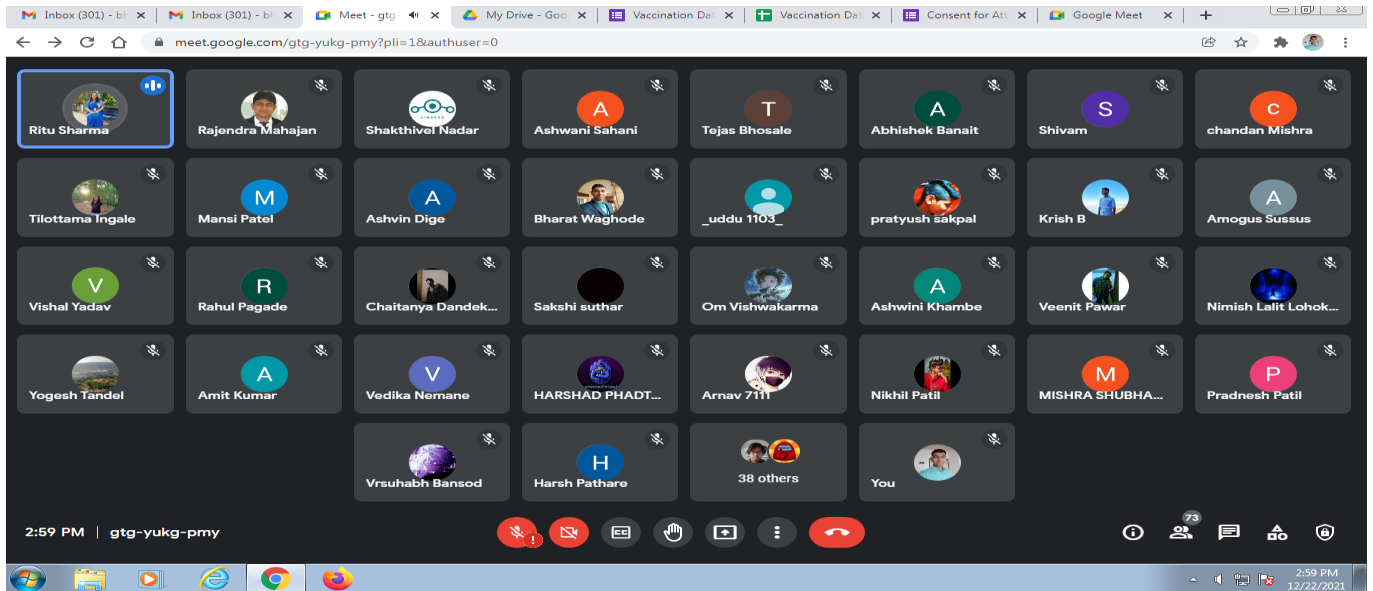 Inbox (301) - bh
Inbox (301) - bh
Meet - gtg-
My Drive - Goo
Vaccination Dat
Vaccination Dat
Consent for Att
Google Meet
meet.google.com/gtg-yukg-pmy?pli=1&authuser=0
Ritu Sharma
Rajendra Mahajan
LINEAGE
Shakthivel Nadar
A
Ashwani Sahani
T
Tejas Bhosale
A
Abhishek Banait
S
Shivam
c
chandan Mishra
Tilottama Ingale
M
Mansi Patel
A
Ashvin Dige
Bharat Waghode
_uddu 1103_
pratyush sakpal
Krish B
A
Amogus Sussus
V
Vishal Yadav
R
Rahul Pagade
Chaitanya Dandek...
Sakshi suthar
Om Vishwakarma
A
Ashwini Khambe
Veenit Pawar
Nimish Lalit Lohok...
Yogesh Tandel
A
Amit Kumar
V
Vedika Nemane
HARSHAD PHADT...
Arnav 7111
Nikhil Patil
M
MISHRA SHUBHA...
P
Pradnesh Patil
Vrsuhabh Bansod
H
Harsh Pathare
38 others
You
2:59 PM | gtg-yukg-pmy
CC
73
2:59 PM
12/22/2021